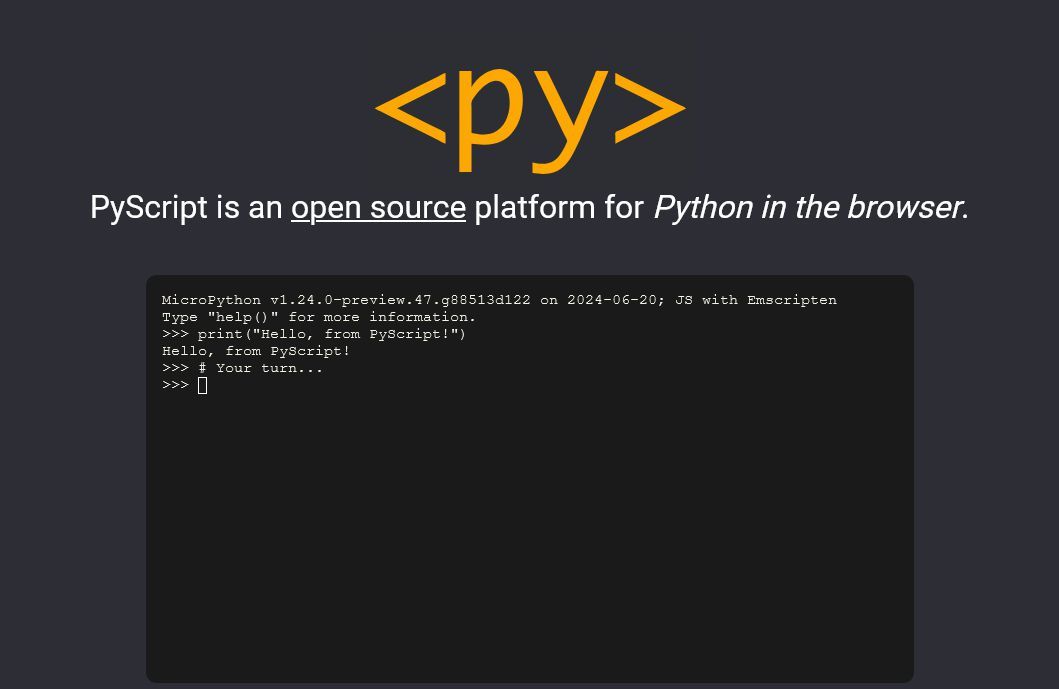 <py>
PyScript is an open source platform for Python in the browser.
MicroPython v1.24.0-preview.47.g88513d122 on 2024-06-20; JS with Emscripten
Type "help()" for more information.
>>> print("Hello, from PyScript!")
Hello, from PyScript!
>>> # Your turn...
>>>